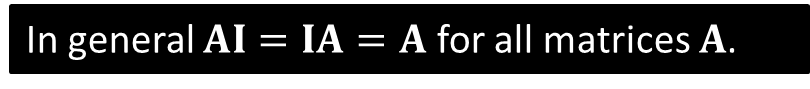 In general AI = IA = A for all matrices A.